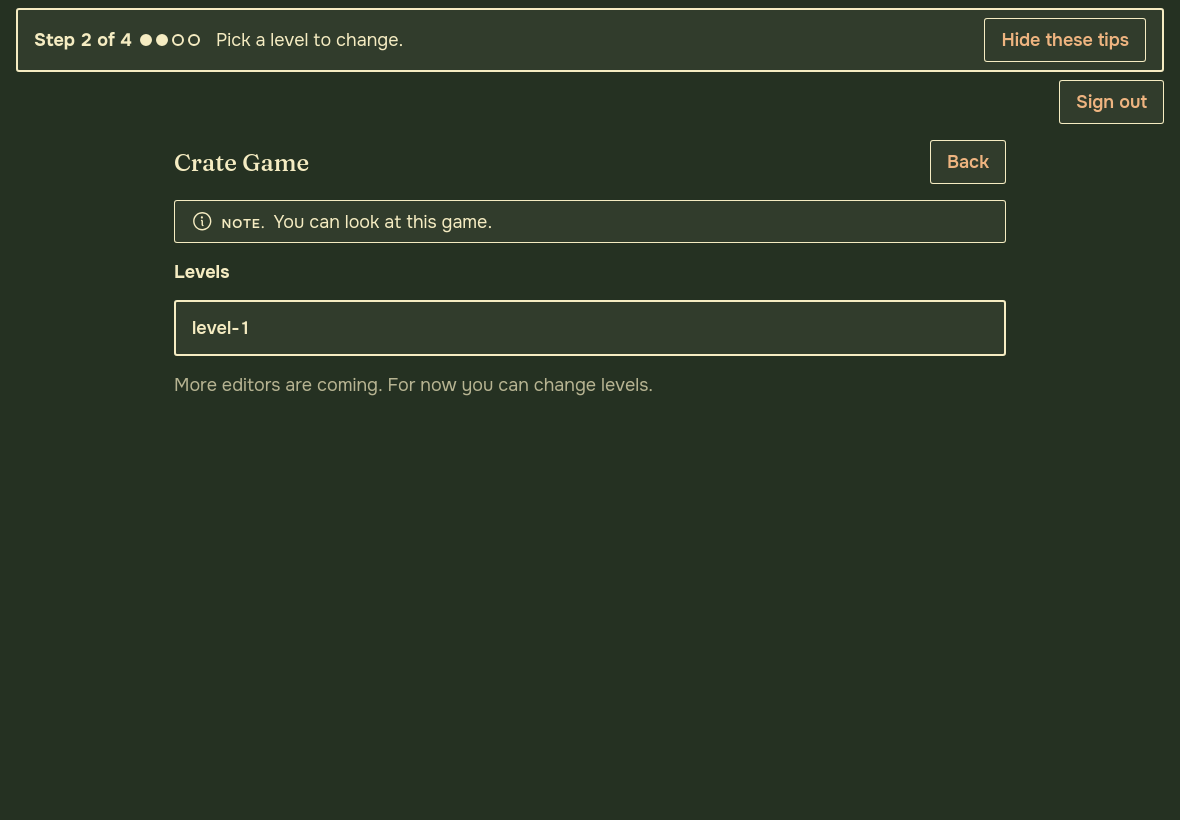 Step 2 of 4 Pick a level to change. Hide these tips
Sign out
Crate Game Back
NOTE. You can look at this game.
Levels
level-1
More editors are coming. For now you can change levels.